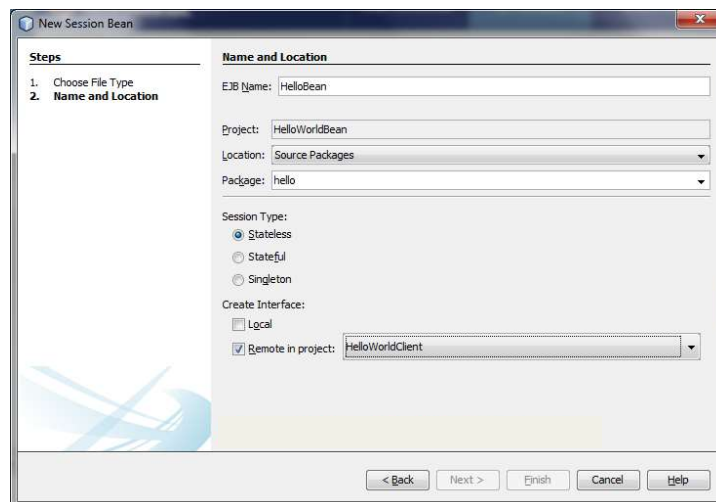 New Session Bean
Steps
1. Choose File Type
2. Name and Location
Name and Location
EJB Name: HelloBean
Project: HelloWorldBean
Location: Source Packages
Package: hello
Session Type:
Stateless
Stateful
Singleton
Create Interface:
Local
Remote in project: HelloWorldClient
< Back Next > Finish Cancel Help